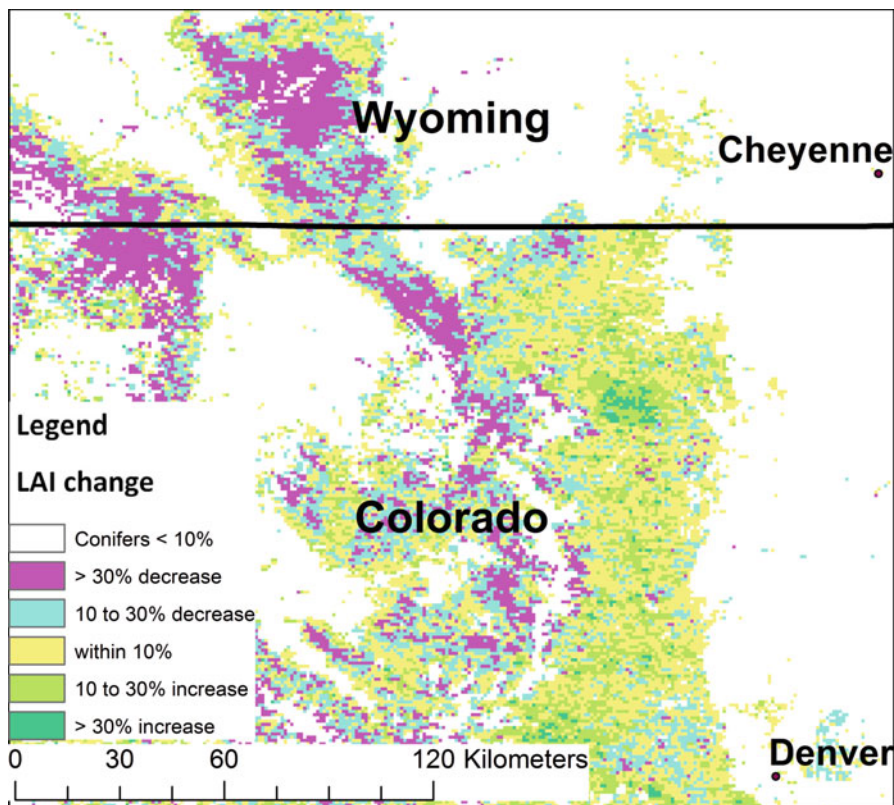 Wyoming
Cheyenne
Legend
LAI change
Colorado
Conifers < 10%
> 30% decrease
10 to 30% decrease
within 10%
10 to 30% increase
> 30% increase
Denver
0 30 60 120 Kilometers